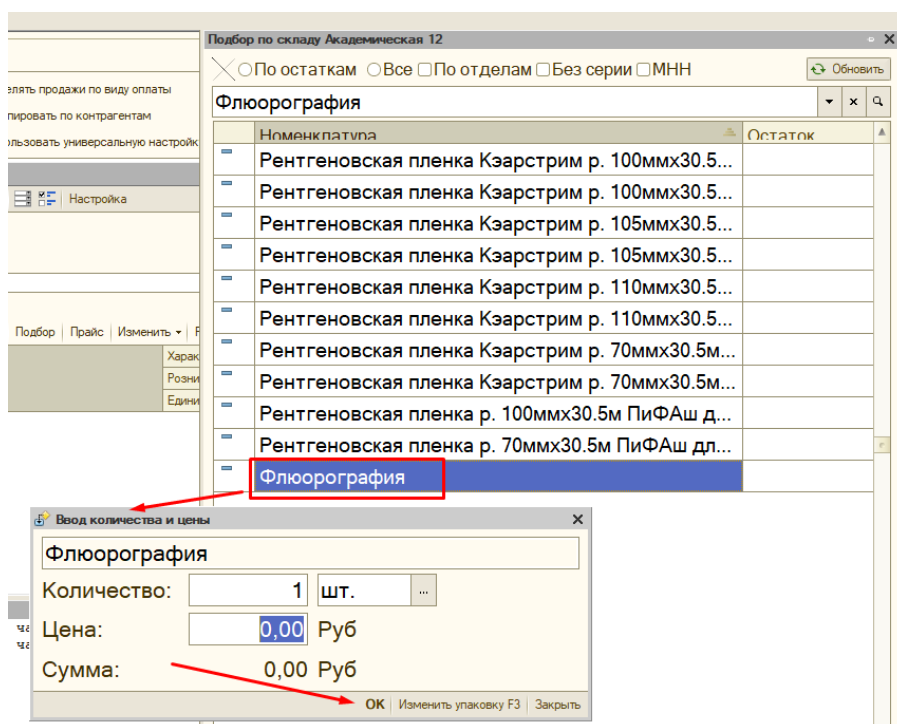 Подбор по складу Академическая 12
По остаткам Все По отделам Без серии МНН Обновить
елять продажи по виду оплаты
Флюорография
пировать по контрагентам
ользовать универсальную настройк
Номенклатура Остаток
Рентгеновская пленка Кэарстрим р. 100ммх30.5...
Рентгеновская пленка Кэарстрим р. 100ммх30.5...
Настройка
Рентгеновская пленка Кэарстрим р. 105ммх30.5...
Рентгеновская пленка Кэарстрим р. 105ммх30.5...
Рентгеновская пленка Кэарстрим р. 110ммх30.5...
Рентгеновская пленка Кэарстрим р. 110ммх30.5...
Подбор Прайс Изменить
Рентгеновская пленка Кэарстрим р. 70ммх30.5м...
Харак
Розни
Рентгеновская пленка Кэарстрим р. 70ммх30.5м...
Едини
Рентгеновская пленка р. 100ммх30.5м ПиФАш д...
Рентгеновская пленка р. 70ммх30.5м ПиФАш дл...
Флюорография
Ввод количества и цены
Флюорография
Количество: 1 шт. ...
Цена: 0,00 Руб
Сумма: 0,00 Руб
OK Изменить упаковку F3 Закрыть